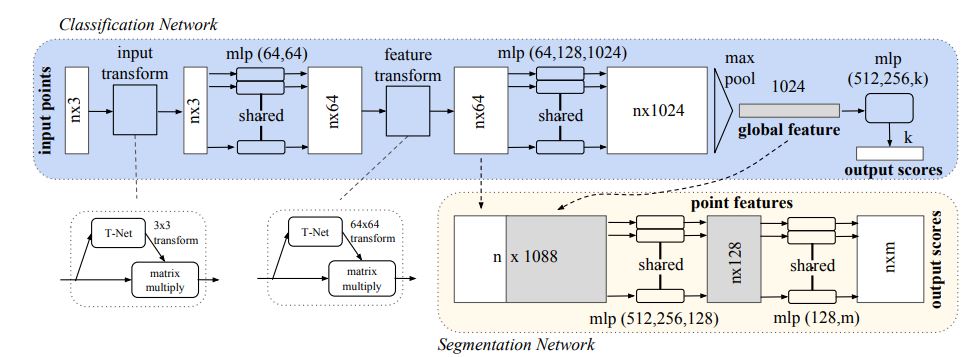 Classification Network
input points
nx3
input
transform
nx3
mlp (64,64)
shared
nx64
feature
transform
nx64
mlp (64,128,1024)
shared
nx1024
max
pool
1024
global feature
mlp
(512,256,k)
k
output scores
T-Net
3x3
transform
matrix
multiply
T-Net
64x64
transform
matrix
multiply
point features
n x 1088
shared
mlp (512,256,128)
nx128
shared
mlp (128,m)
nxm
output scores
Segmentation Network